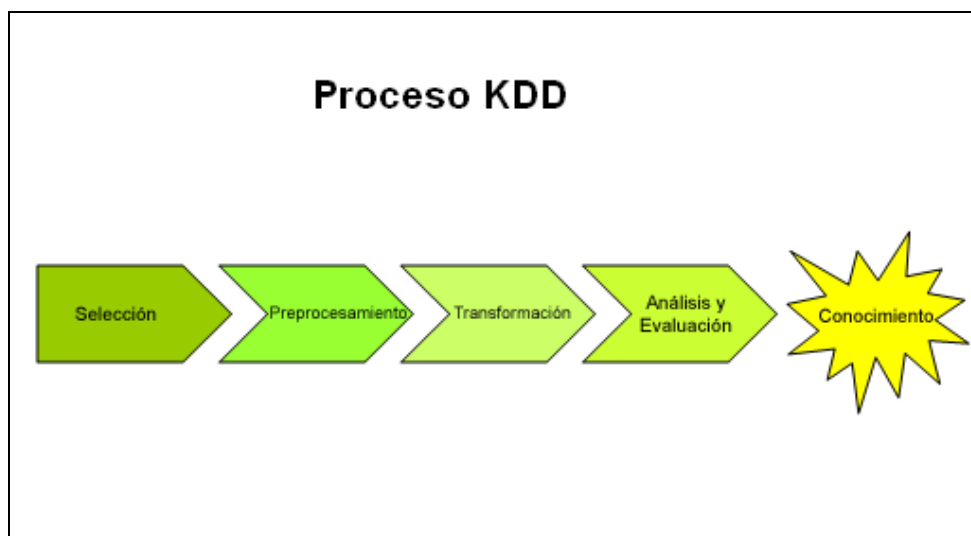 Proceso KDD
Selección
Preprocesamiento
Transformación
Análisis y
Evaluación
Conocimiento